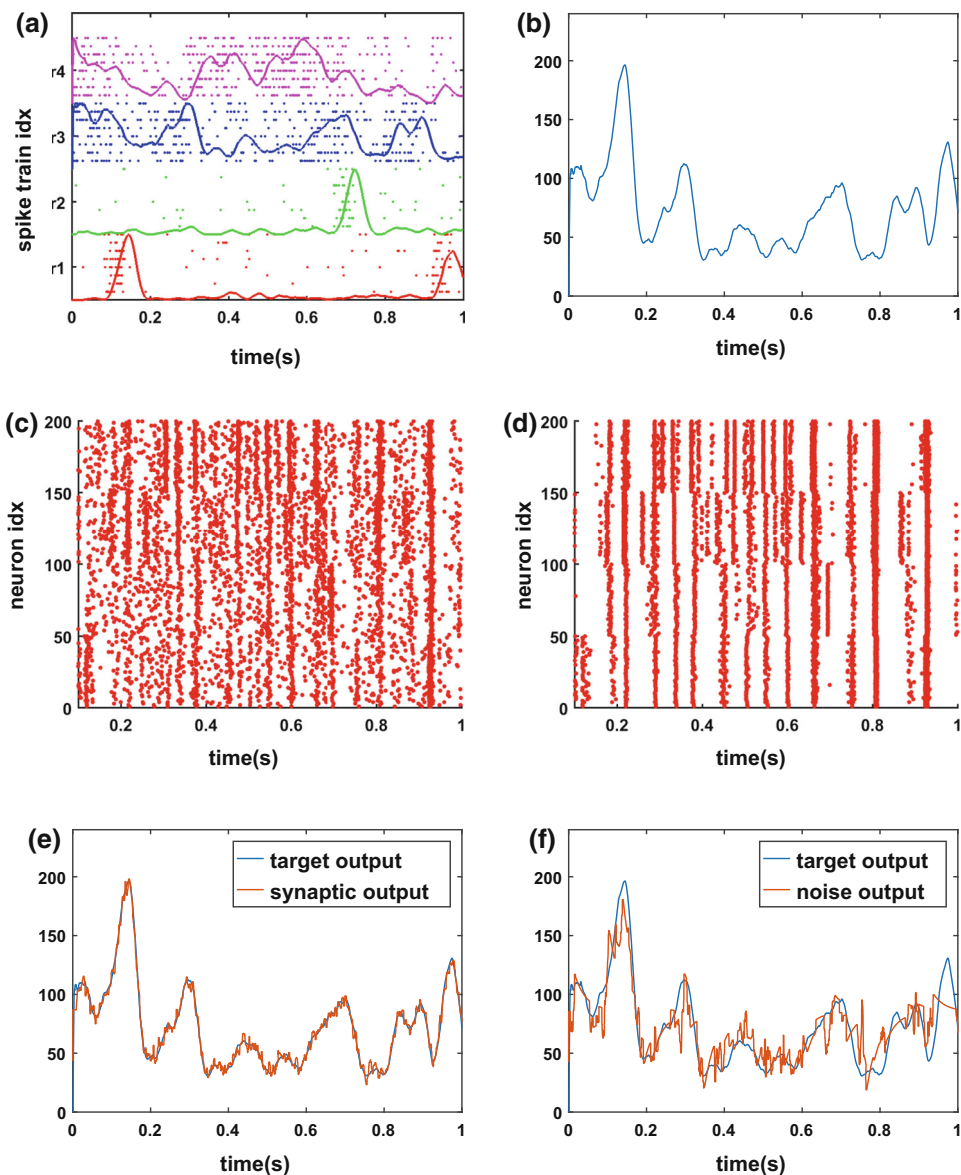 (a)
spike train idx
r4
r3
r2
r1
0 0.2 0.4 0.6 0.8 1
time(s)
(b)
200
150
100
50
0
0 0.2 0.4 0.6 0.8 1
time(s)
(c)
neuron idx
200
150
100
50
0
0.2 0.4 0.6 0.8 1
time(s)
(d)
neuron idx
200
150
100
50
0
0.2 0.4 0.6 0.8 1
time(s)
(e)
target output
synaptic output
200
150
100
50
0
0 0.2 0.4 0.6 0.8 1
time(s)
(f)
target output
noise output
200
150
100
50
0
0 0.2 0.4 0.6 0.8 1
time(s)